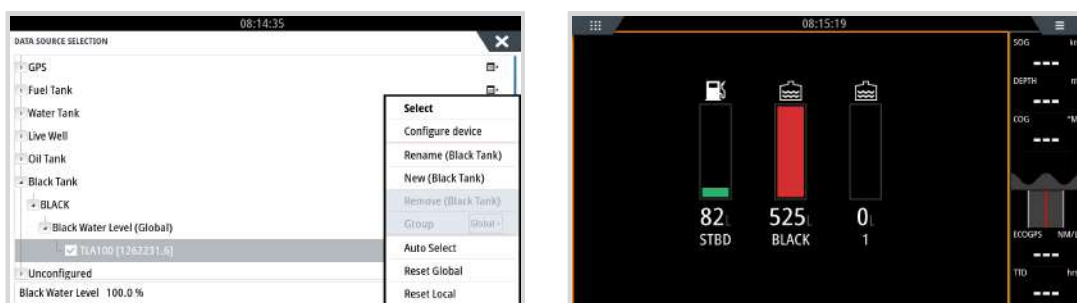 08:14:35
DATA SOURCE SELECTION
GPS
Fuel Tank
Water Tank
Live Well
Oil Tank
Black Tank
BLACK
Black Water Level (Global)
TLA100 [1262231,6]
Unconfigured
Black Water Level 100.0 %
Select
Configure device
Rename (Black Tank)
New (Black Tank)
Remove (Black Tank)
Group Global
Auto Select
Reset Global
Reset Local
08:15:19
82 L
STBD
525 L
BLACK
0 L
1
SOG
---
DEPTH m
---
COG °M
---
ECOGPS NM/L
---
TTD hrs
---